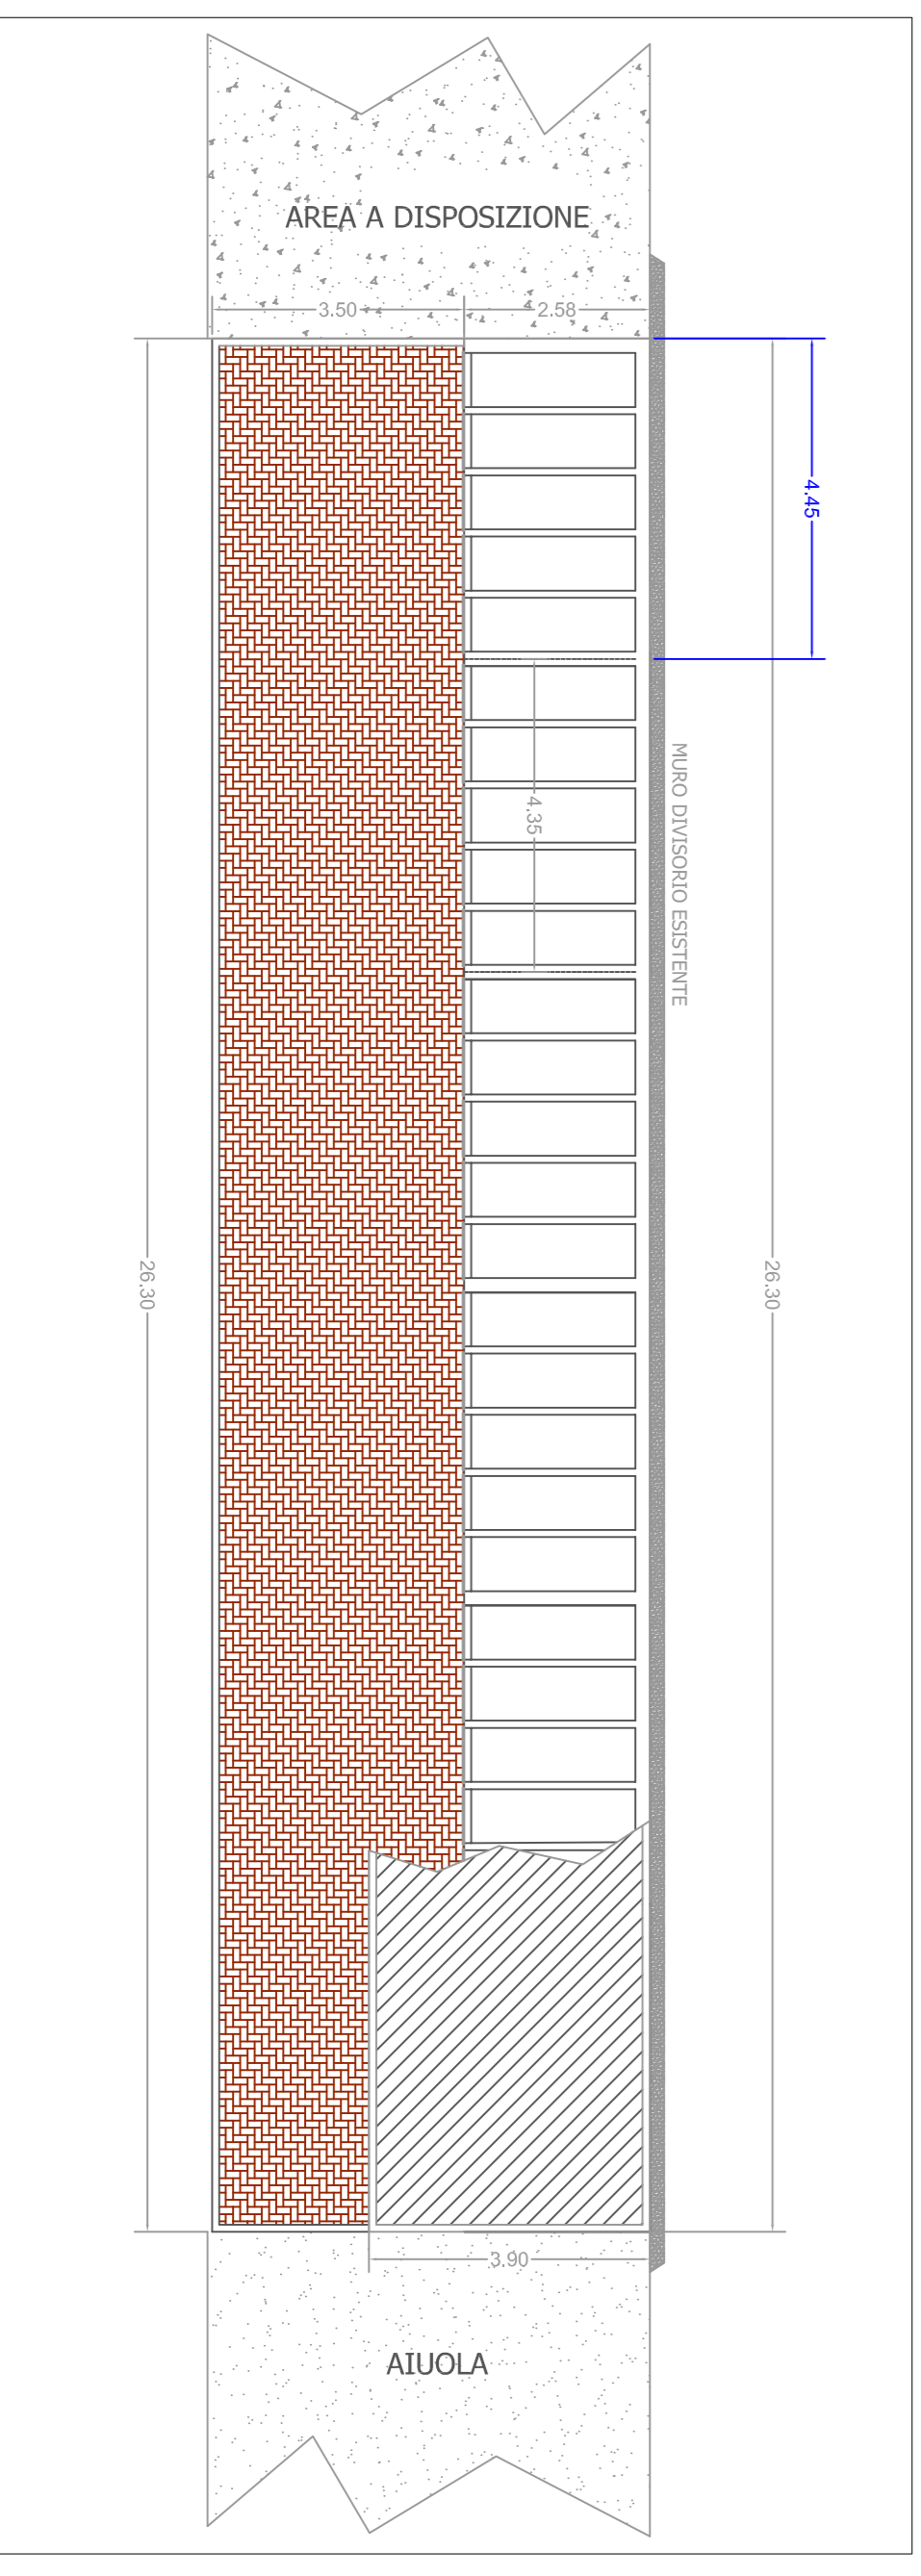 AREA A DISPOSIZIONE
3.50
2.58
4.45
MURO DIVISORIO ESISTENTE
4.35
26.30
26.30
3.90
AIUOLA